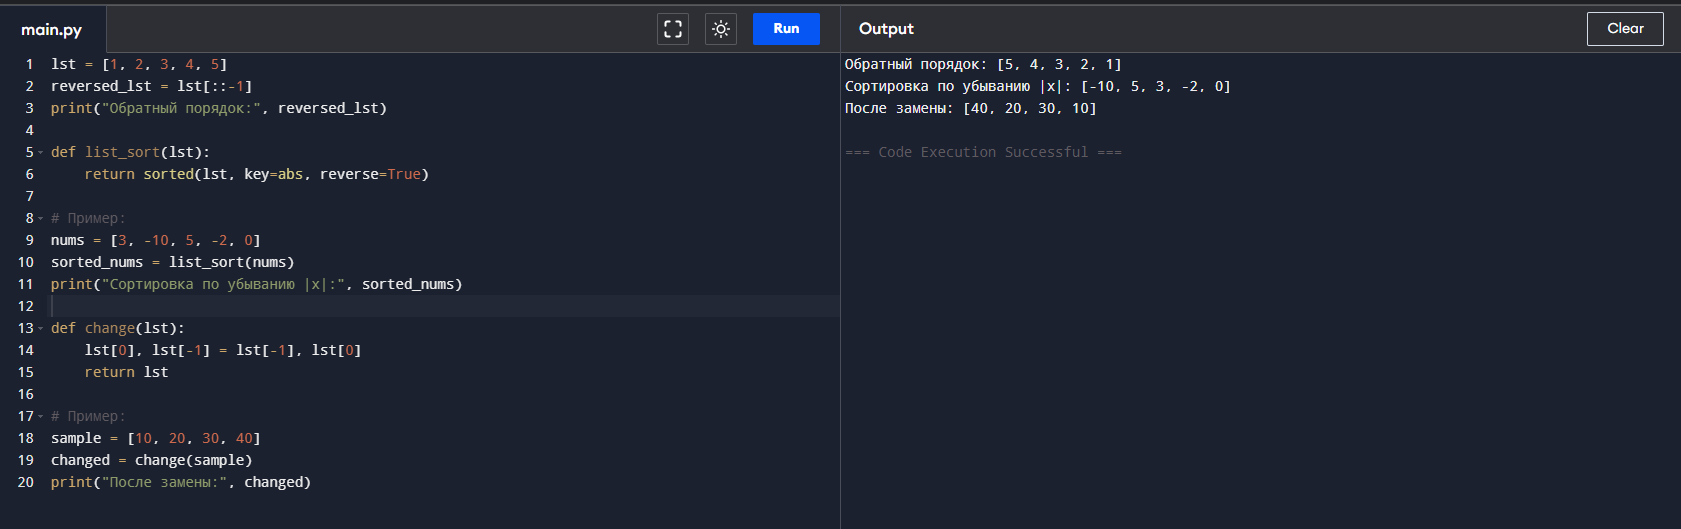 main.py
Run
1 lst = [1, 2, 3, 4, 5]
2 reversed_lst = lst[::-1]
3 print("Обратный порядок:", reversed_lst)
4
5 def list_sort(lst):
6     return sorted(lst, key=abs, reverse=True)
7
8 # Пример:
9 nums = [3, -10, 5, -2, 0]
10 sorted_nums = list_sort(nums)
11 print("Сортировка по убыванию |x|:", sorted_nums)
12
13 def change(lst):
14     lst[0], lst[-1] = lst[-1], lst[0]
15     return lst
16
17 # Пример:
18 sample = [10, 20, 30, 40]
19 changed = change(sample)
20 print("После замены:", changed)
Output
Clear
Обратный порядок: [5, 4, 3, 2, 1]
Сортировка по убыванию |x|: [-10, 5, 3, -2, 0]
После замены: [40, 20, 30, 10]
=== Code Execution Successful ===